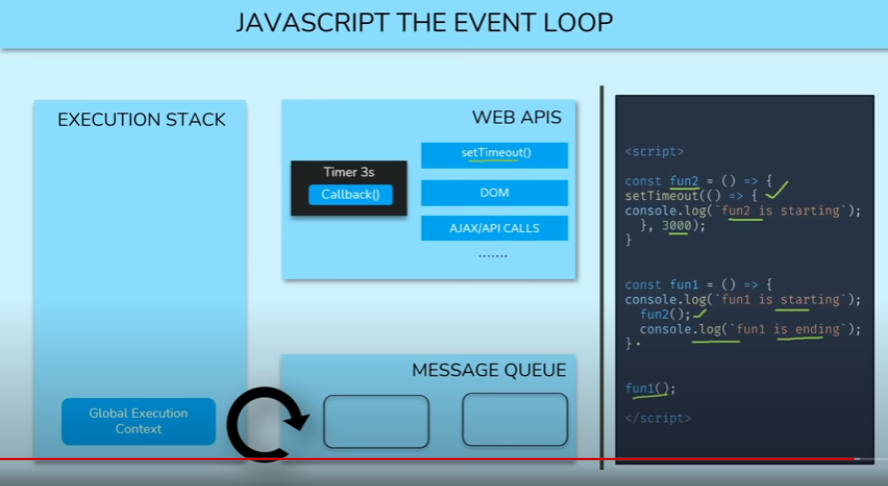 JAVASCRIPT THE EVENT LOOP
EXECUTION STACK
Global Execution
Context
WEB APIS
Timer 3s
Callback()
setTimeout()
DOM
AJAX/API CALLS
.......
MESSAGE QUEUE
<script>
const fun2 = () => {
setTimeout(() => {
console.log(`fun2 is starting`);
}, 3000);
}
const fun1 = () => {
console.log(`fun1 is starting`);
fun2();
console.log(`fun1 is ending`);
}
fun1();
</script>